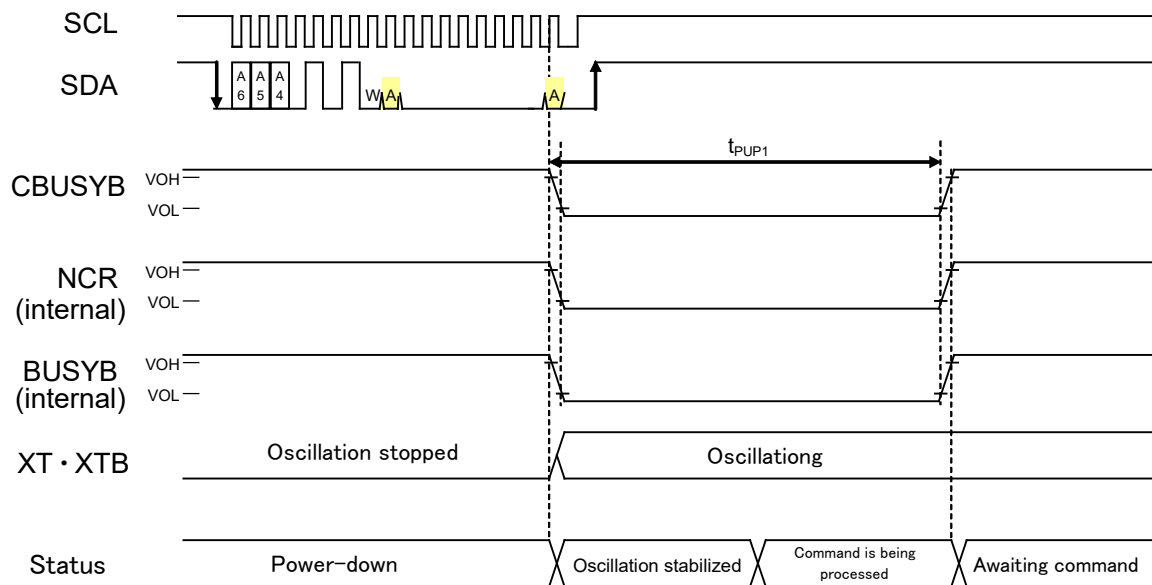 SCL
SDA
A
6
A
5
A
4
W
A
A
tPUP1
CBUSYB
VOH
VOL
NCR
(internal)
VOH
VOL
BUSYB
(internal)
VOH
VOL
XT・XTB
Oscillation stopped
Oscillationg
Status
Power-down
Oscillation stabilized
Command is being
processed
Awaiting command